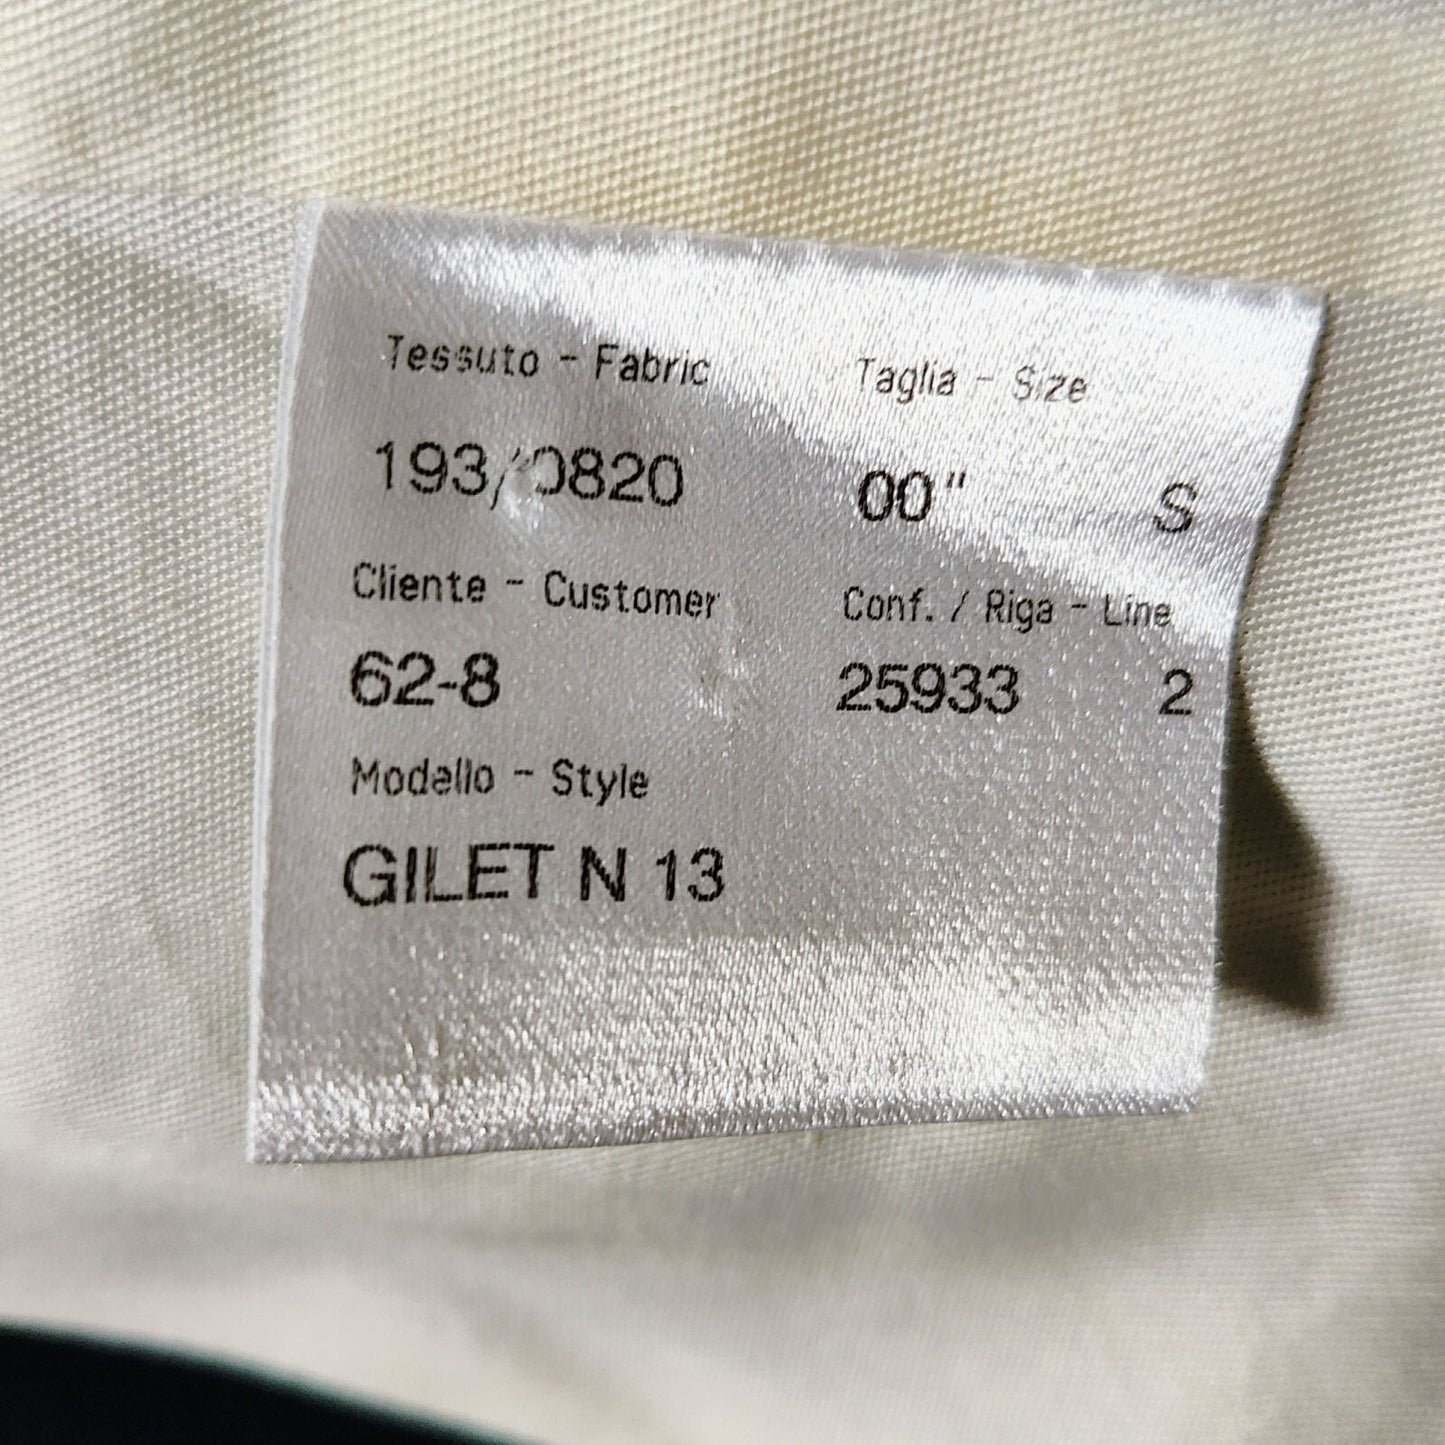 Tessuto - Fabric Taglia - Size
193/0820 00" S
Cliente - Customer Conf. / Riga - Line
62-8 25933 2
Modello - Style
GILET N 13